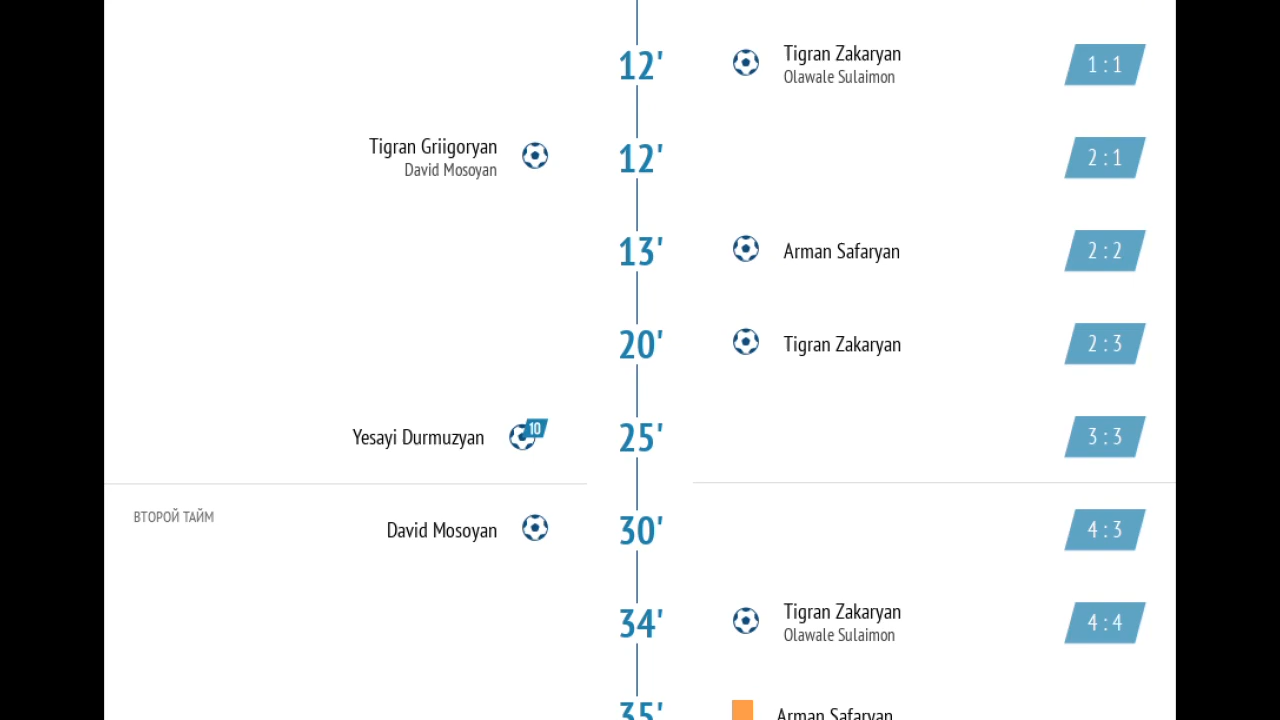 12'
Tigran Zakaryan
Olawale Sulaimon
1 : 1
Tigran Griigoryan
David Mosoyan
12'
2 : 1
13'
Arman Safaryan
2 : 2
20'
Tigran Zakaryan
2 : 3
Yesayi Durmuzyan
10
25'
3 : 3
ВТОРОЙ ТАЙМ
David Mosoyan
30'
4 : 3
34'
Tigran Zakaryan
Olawale Sulaimon
4 : 4
35'
Arman Safaryan